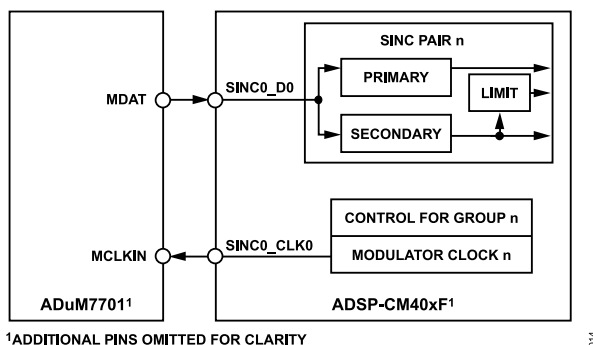 SINC PAIR n
SINC0_D0
PRIMARY
MDAT
LIMIT
SECONDARY
CONTROL FOR GROUP n
SINC0_CLK0
MCLKIN
MODULATOR CLOCK n
ADuM7701¹
ADSP-CM40xF¹
¹ADDITIONAL PINS OMITTED FOR CLARITY